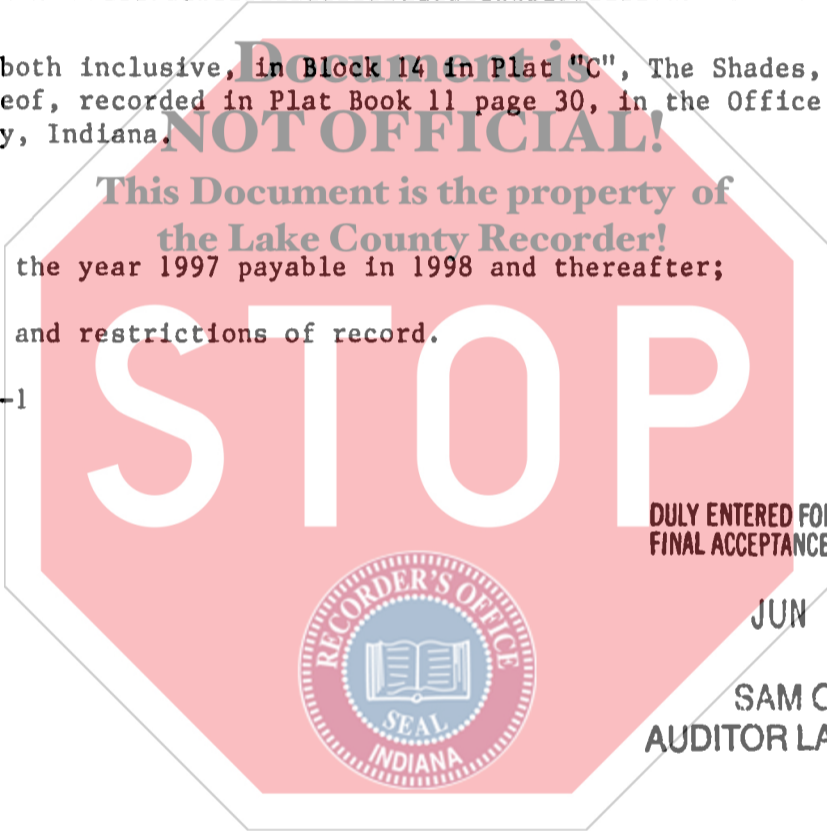 Document is
both inclusive, in Block 14 in Plat "C", The Shades,
eof, recorded in Plat Book 11 page 30, in the Office
y, Indiana.
NOT OFFICIAL!
This Document is the property of
the Lake County Recorder!
the year 1997 payable in 1998 and thereafter;
and restrictions of record.
-1
STOP
DULY ENTERED FO
FINAL ACCEPTANCE
JUN
SAM
AUDITOR LA
RECORDER'S OFFICE
SEAL
INDIANA